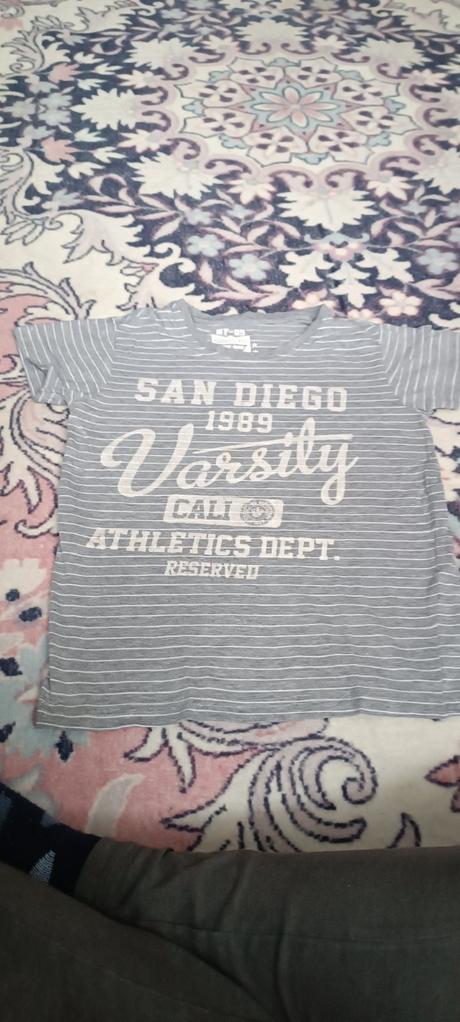 SAN DIEGO
1989
Varsity
CALI
ATHLETICS DEPT.
RESERVED